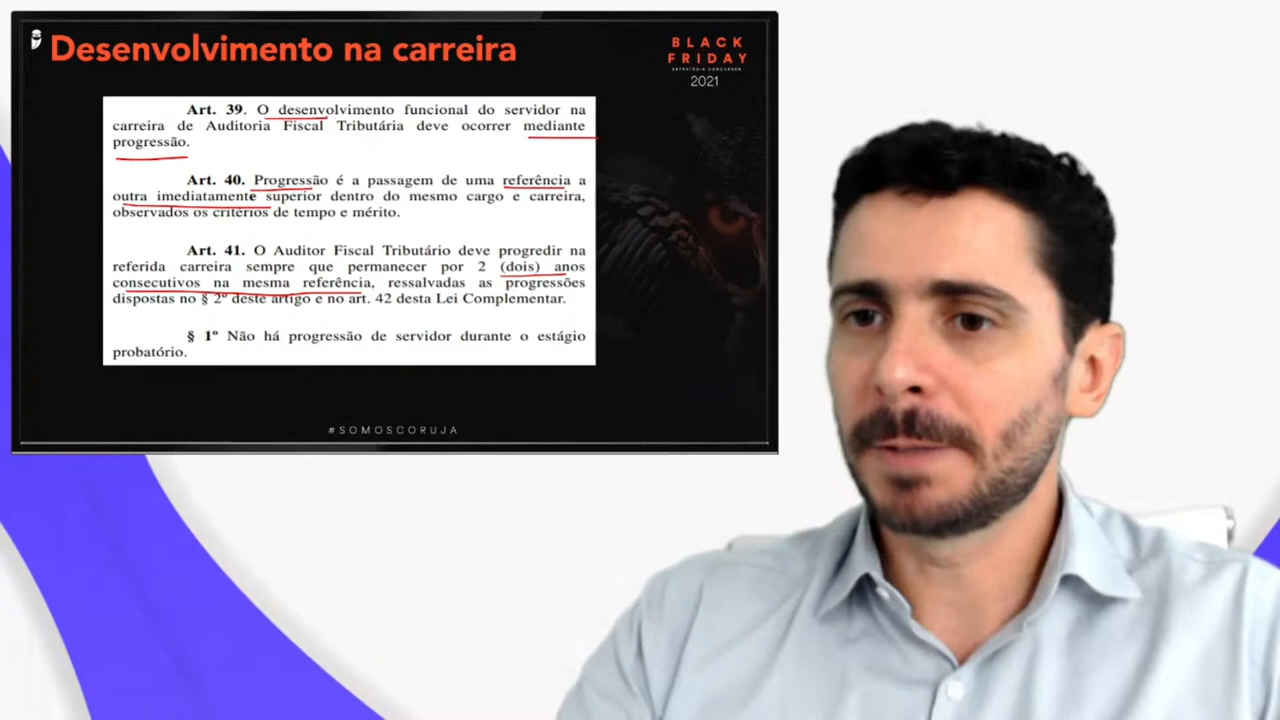 Desenvolvimento na carreira
BLACK
FRIDAY
ESTRATÉGIA CONCURSOS
2021
Art. 39. O desenvolvimento funcional do servidor na
carreira de Auditoria Fiscal Tributária deve ocorrer mediante
progressão.
Art. 40. Progressão é a passagem de uma referência a
outra imediatamente superior dentro do mesmo cargo e carreira,
observados os critérios de tempo e mérito.
Art. 41. O Auditor Fiscal Tributário deve progredir na
referida carreira sempre que permanecer por 2 (dois) anos
consecutivos na mesma referência, ressalvadas as progressões
dispostas no § 2º deste artigo e no art. 42 desta Lei Complementar.
§ 1º Não há progressão de servidor durante o estágio
probatório.
#SOMOSCORUJA